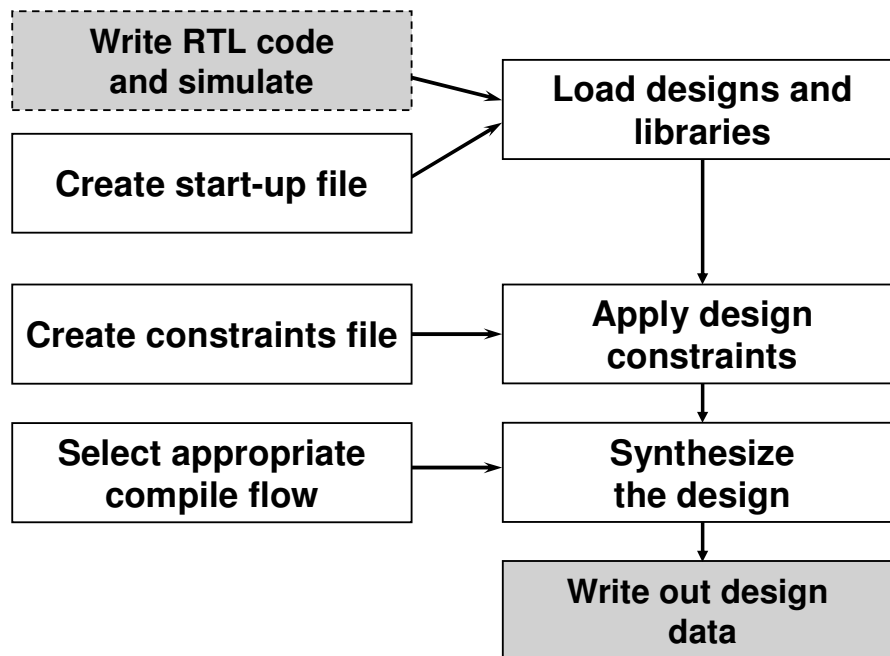 Write RTL code
and simulate
Load designs and
libraries
Create start-up file
Create constraints file
Apply design
constraints
Select appropriate
compile flow
Synthesize
the design
Write out design
data